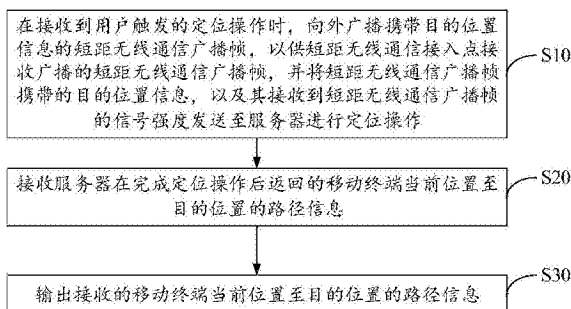 在接收到用户触发的定位操作时，向外广播携带目的位置
信息的短距无线通信广播帧，以供短距无线通信接入点接
收广播的短距无线通信广播帧，并将短距无线通信广播帧
携带的目的位置信息，以及其接收到短距无线通信广播帧
的信号强度发送至服务器进行定位操作
S10
接收服务器在完成定位操作后返回的移动终端当前位置至
目的位置的路径信息
S20
输出接收的移动终端当前位置至目的位置的路径信息
S30